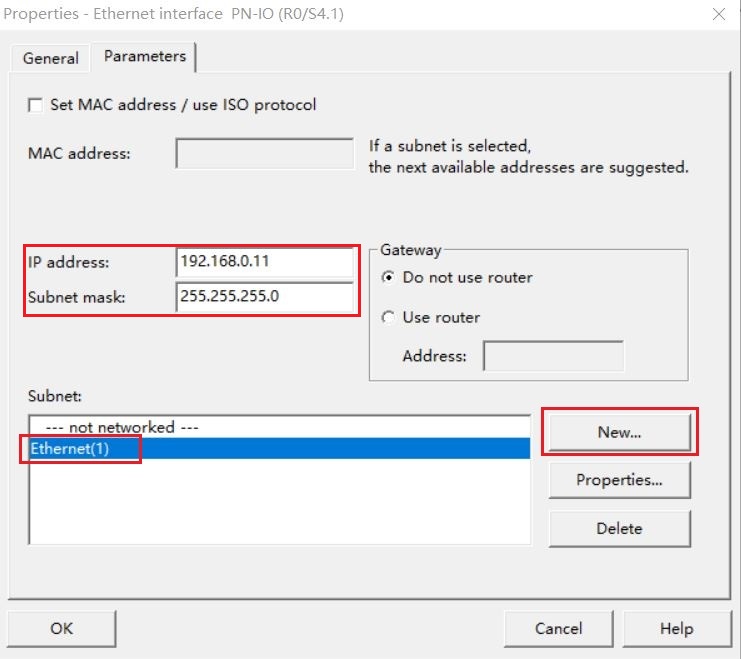 Properties - Ethernet interface  PN-IO (R0/S4.1)
General
Parameters
Set MAC address / use ISO protocol
MAC address:
If a subnet is selected,
the next available addresses are suggested.
IP address:
192.168.0.11
Subnet mask:
255.255.255.0
Gateway
Do not use router
Use router
Address:
Subnet:
--- not networked ---
Ethernet(1)
New...
Properties...
Delete
OK
Cancel
Help